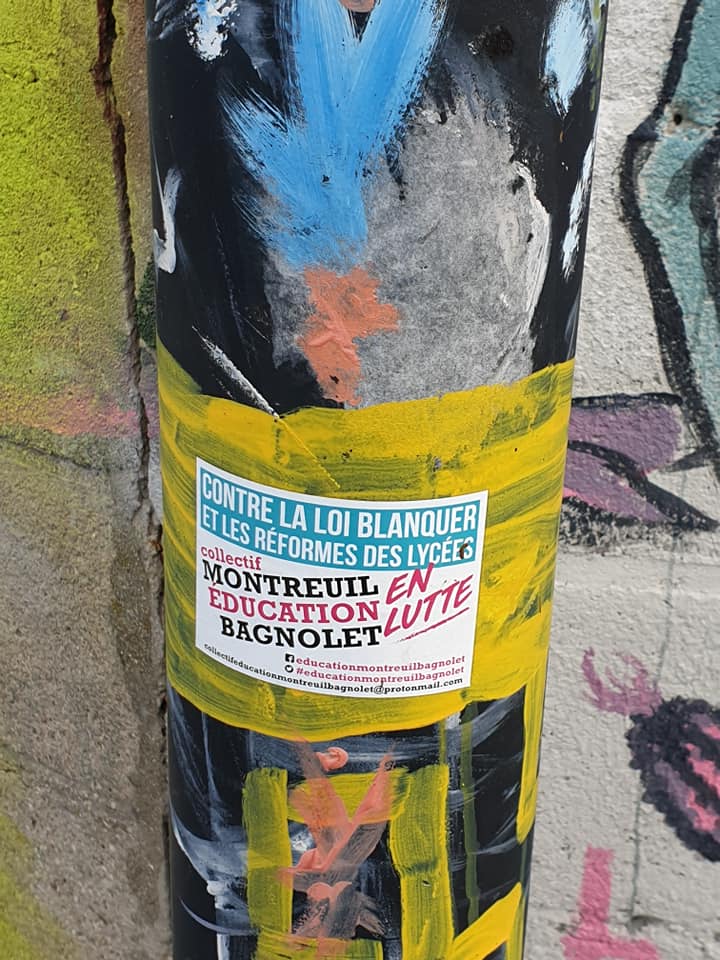 CONTRE LA LOI BLANQUER
ET LES RÉFORMES DES LYCÉES
collectif
MONTREUIL
ÉDUCATION
BAGNOLET
EN
LUTTE
educationmontreuilbagnolet
#educationmontreuilbagnolet
collectifeducationmontreuilbagnolet@protonmail.com